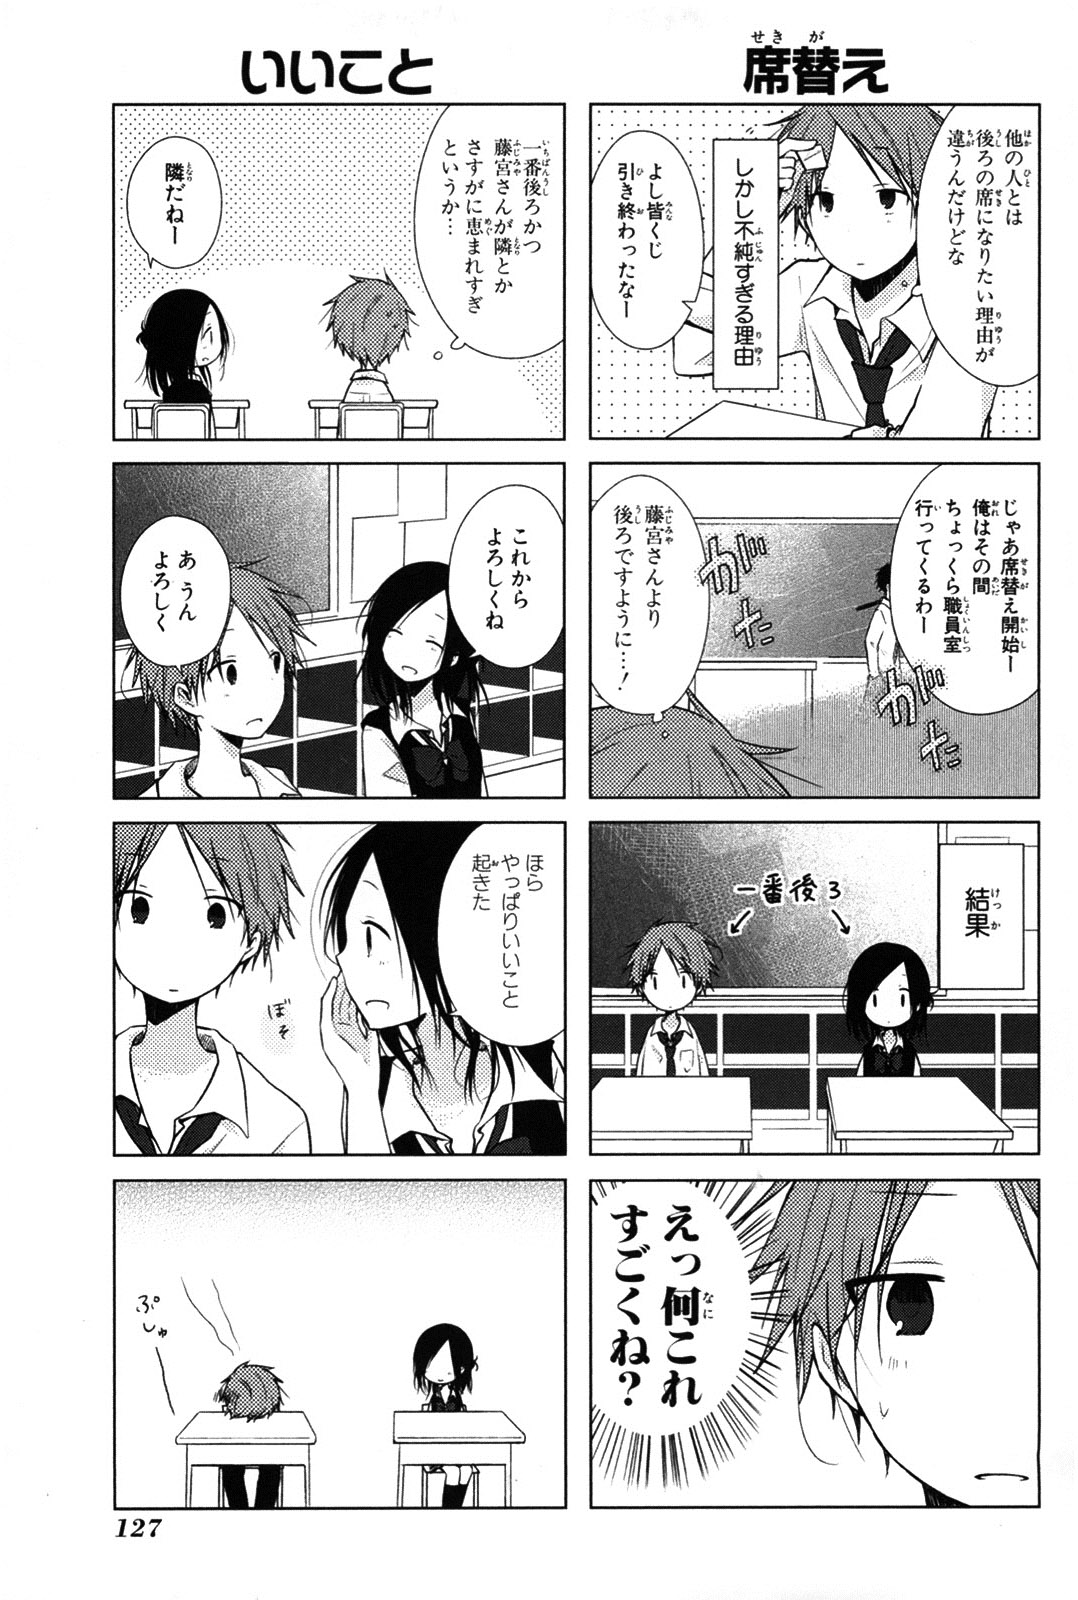 席替え
他の人とは
後ろの席になりたい理由が
違うんだけどな
しかし不純すぎる理由
よし皆くじ
引き終わったなー
じゃあ席替え開始ー
俺はその間
ちょっくら職員室
行ってくるわー
ガガ
ガタ
ガガ
ガタ
藤宮さんより
後ろですように…！
結果
一番後ろ
えっ何これ
すごくね？
いいこと
一番後ろかつ
藤宮さんが隣とか
さすがに恵まれすぎ
というか…
隣だねー
これから
よろしくね
あ うん
よろしく
ほら
やっぱりいいこと
起きた
ぼそ
ぷしゅ
127